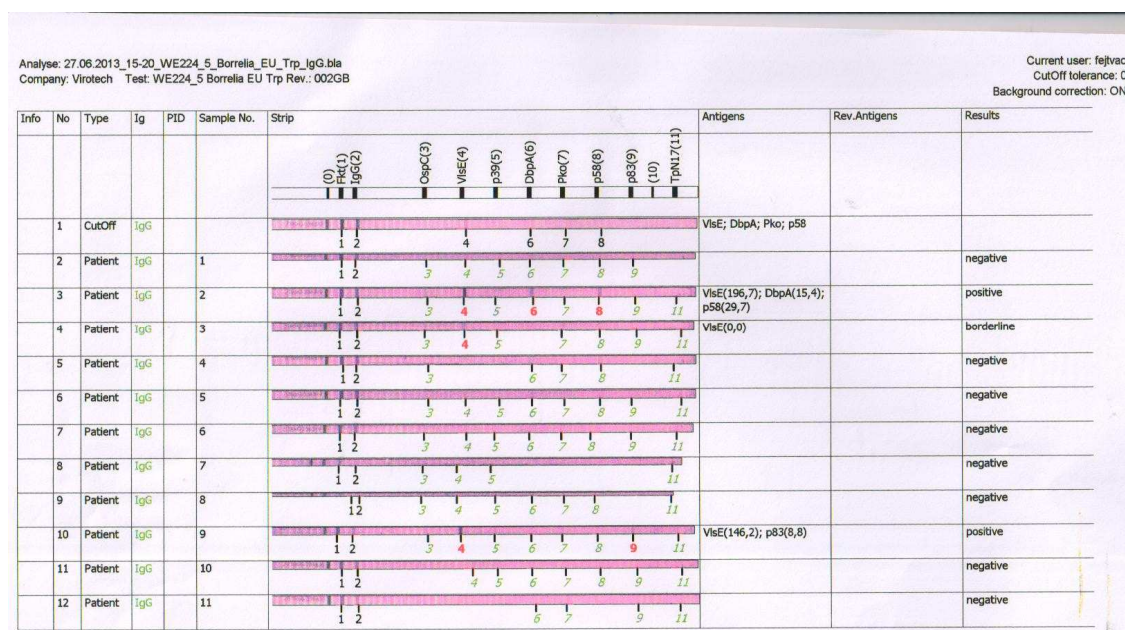 Analyse: 27.06.2013_15-20_WE224_5_Borrelia_EU_Trp_IgG.bla
Company: Virotech Test: WE224_5 Borrelia EU Trp Rev.: 002GB
Current user: fejtvac
CutOff tolerance: 0
Background correction: ON
Info No Type Ig PID Sample No. Strip Antigens Rev.Antigens Results
(0) Fkt(1) IgG(2) OspC(3) VlsE(4) p39(5) DbpA(6) Pko(7) p58(8) p83(9) (10) TpN17(11)
1 CutOff IgG VlsE; DbpA; Pko; p58
1 2 4 6 7 8
2 Patient IgG 1 negative
1 2 3 4 5 6 7 8 9
3 Patient IgG 2 VlsE(196,7); DbpA(15,4); positive
p58(29,7)
1 2 3 4 5 6 7 8 9 11
4 Patient IgG 3 VlsE(0,0) borderline
1 2 3 4 5 7 8 9 11
5 Patient IgG 4 negative
1 2 3 6 7 8 11
6 Patient IgG 5 negative
1 2 3 4 5 6 7 8 9 11
7 Patient IgG 6 negative
1 2 3 4 5 6 7 8 9 11
8 Patient IgG 7 negative
1 2 3 4 5 11
9 Patient IgG 8 negative
1 2 3 4 5 6 7 8 11
10 Patient IgG 9 VlsE(146,2); p83(8,8) positive
1 2 3 4 5 6 7 8 9 11
11 Patient IgG 10 negative
1 2 4 5 6 7 8 9 11
12 Patient IgG 11 negative
1 2 6 7 9 11